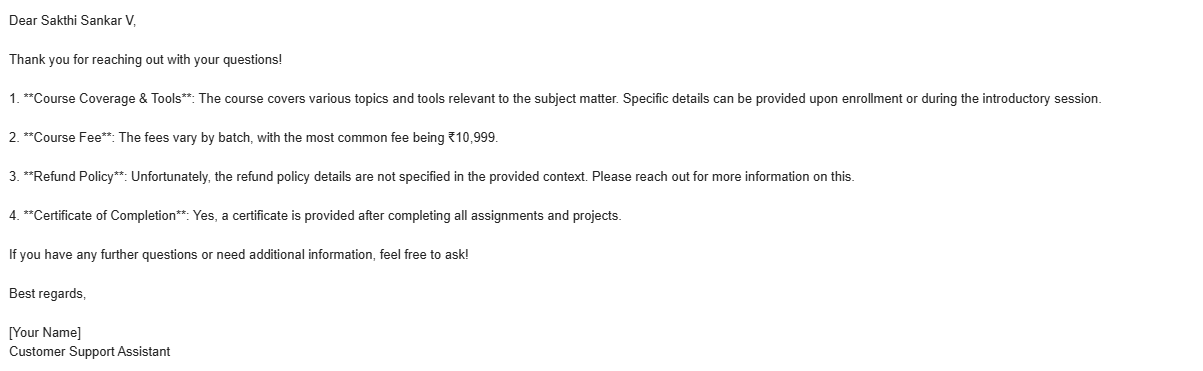 Dear Sakthi Sankar V,
Thank you for reaching out with your questions!
1. **Course Coverage & Tools**: The course covers various topics and tools relevant to the subject matter. Specific details can be provided upon enrollment or during the introductory session.
2. **Course Fee**: The fees vary by batch, with the most common fee being ₹10,999.
3. **Refund Policy**: Unfortunately, the refund policy details are not specified in the provided context. Please reach out for more information on this.
4. **Certificate of Completion**: Yes, a certificate is provided after completing all assignments and projects.
If you have any further questions or need additional information, feel free to ask!
Best regards,
[Your Name]
Customer Support Assistant